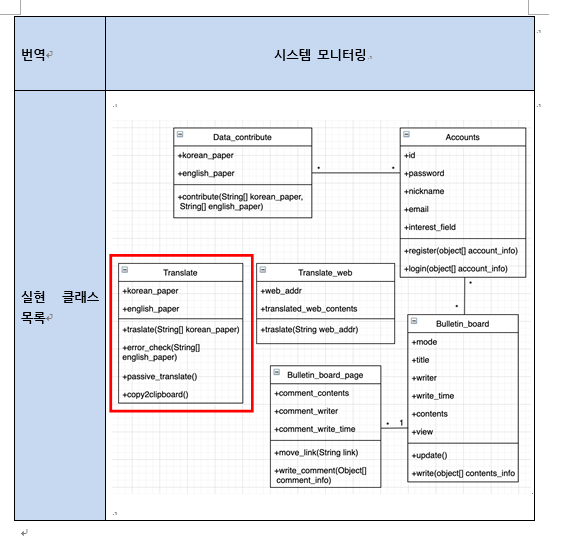 번역
시스템 모니터링
실현 클래스
목록
Data_contribute
+korean_paper
+english_paper
+contribute(String[] korean_paper,
String[] english_paper)
Accounts
+id
+password
+nickname
+email
+interest_field
+register(object[] account_info)
+login(object[] account_info)
* *
Translate
+korean_paper
+english_paper
+traslate(String[] korean_paper)
+error_check(String[]
english_paper)
+passive_translate()
+copy2clipboard()
Translate_web
+web_addr
+translated_web_contents
+traslate(String web_addr)
*
*
Bulletin_board
+mode
+title
+writer
+write_time
+contents
+view
+update()
+write(object[] contents_info
Bulletin_board_page
+comment_contents
+comment_writer
+comment_write_time
+move_link(String link)
+write_comment(Object[]
comment_info)
* 1